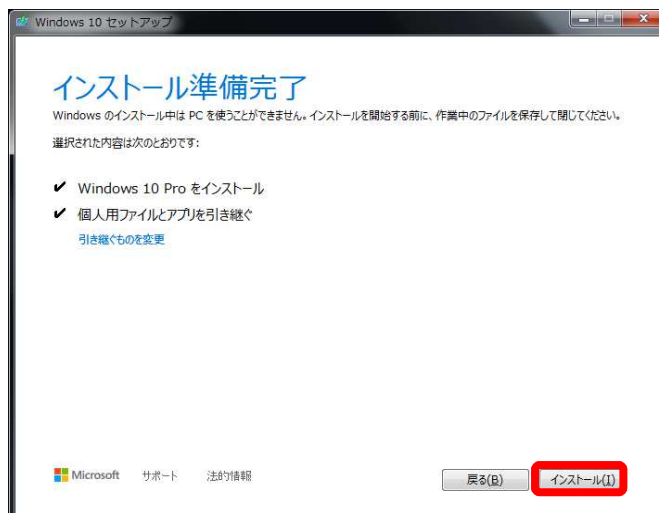 Windows 10 セットアップ
インストール準備完了
Windows のインストール中は PC を使うことができません。インストールを開始する前に、作業中のファイルを保存して閉じてください。
選択された内容は次のとおりです:
✔ Windows 10 Pro をインストール
✔ 個人用ファイルとアプリを引き継ぐ
引き継ぐものを変更
Microsoft サポート 法的情報 戻る(B) インストール(I)